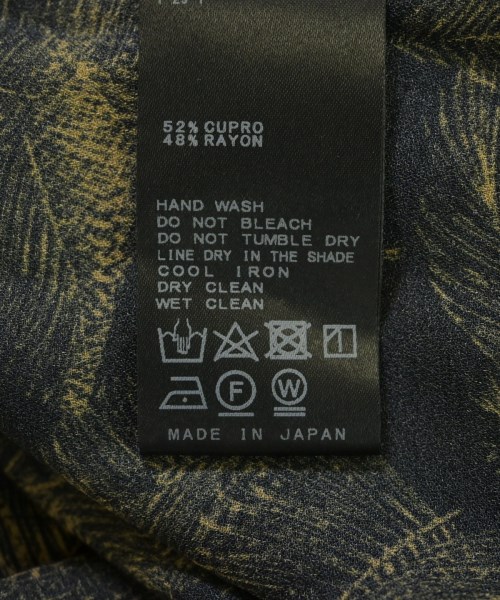 52% CUPRO
48% RAYON
HAND WASH
DO NOT BLEACH
DO NOT TUMBLE DRY
LINE DRY IN THE SHADE
COOL IRON
DRY CLEAN
WET CLEAN
F W
MADE IN JAPAN